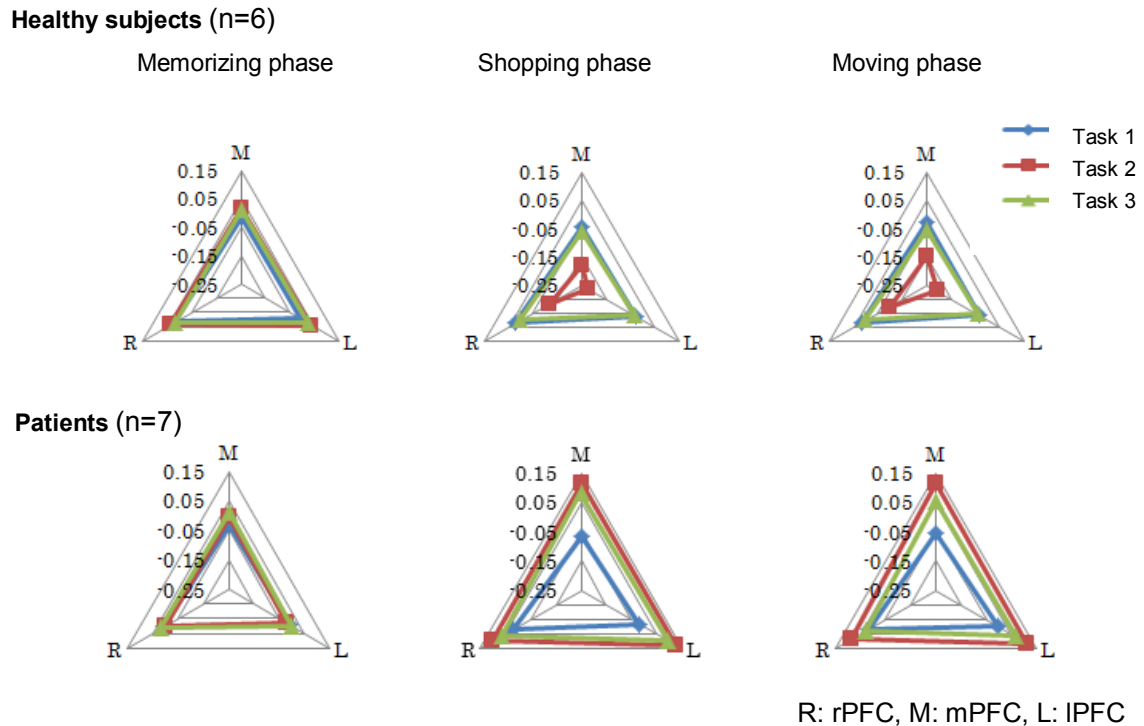 Healthy subjects (n=6)
Memorizing phase
Shopping phase
Moving phase
Task 1
Task 2
Task 3
M
0.15
0.05
-0.05
-0.15
-0.25
R
L
M
0.15
0.05
-0.05
-0.15
-0.25
R
L
M
0.15
0.05
-0.05
-0.15
-0.25
R
L
Patients (n=7)
M
0.15
0.05
-0.05
-0.15
-0.25
R
L
M
0.15
0.05
-0.05
-0.15
-0.25
R
L
M
0.15
0.05
-0.05
-0.15
-0.25
R
L
R: rPFC, M: mPFC, L: lPFC